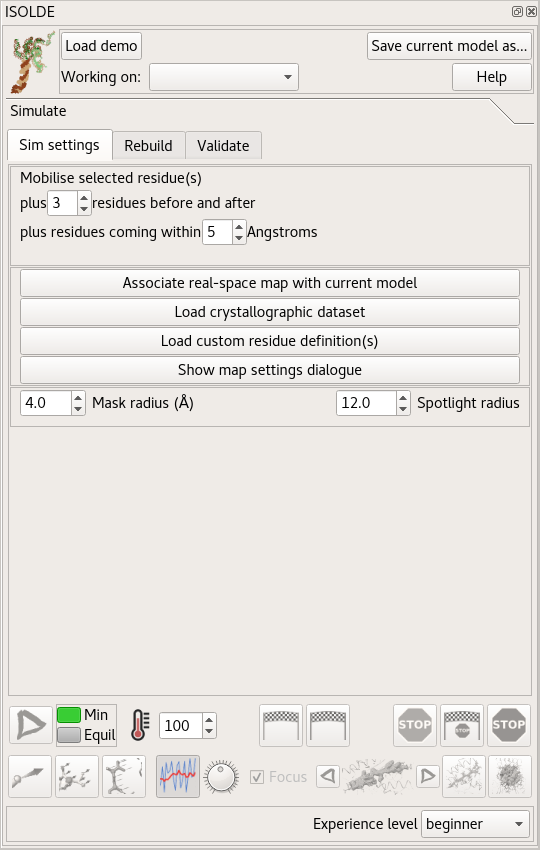 ISOLDE
Load demo
Save current model as...
Working on:
Help
Simulate
Sim settings
Rebuild
Validate
Mobilise selected residue(s)
plus 3 residues before and after
plus residues coming within 5 Angstroms
Associate real-space map with current model
Load crystallographic dataset
Load custom residue definition(s)
Show map settings dialogue
4.0 Mask radius (Å)
12.0 Spotlight radius
Min
Equil
100
STOP
STOP
STOP
Focus
Experience level beginner